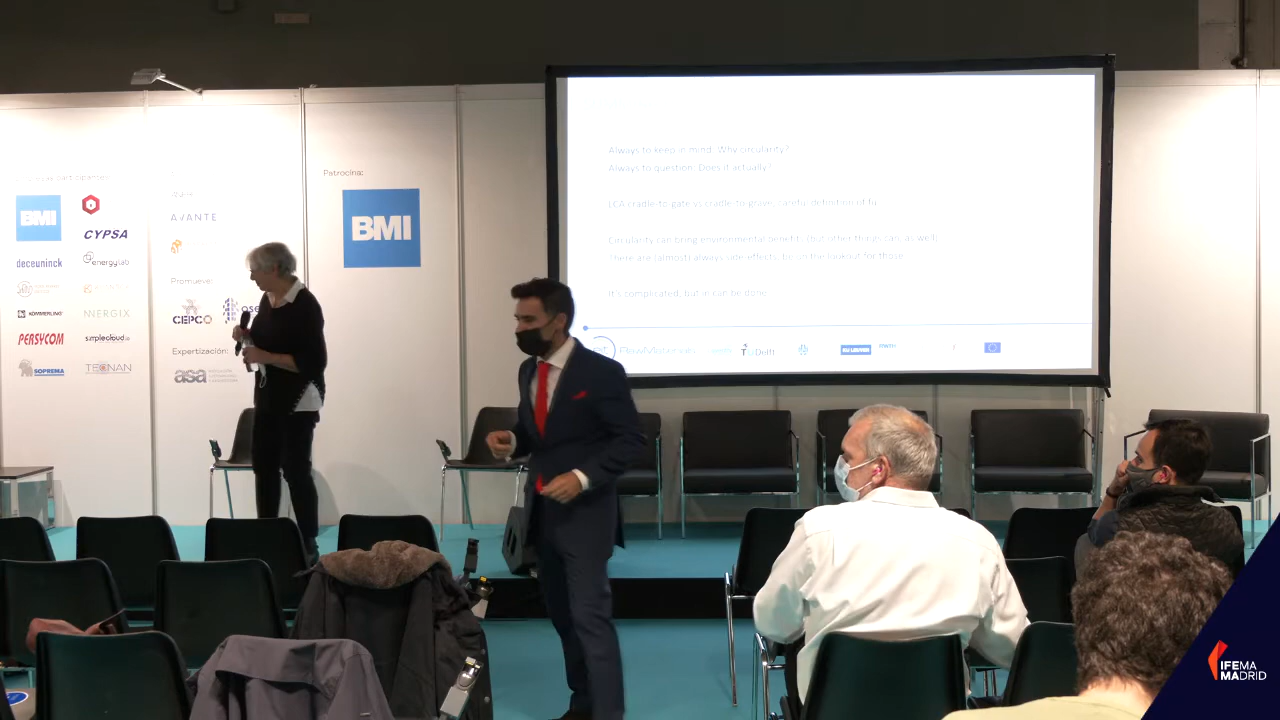 Always to keep in mind: Why circularity?
Always to question: Does it actually?
LCA cradle-to-gate vs cradle-to-grave, careful definition of fu
Circularity can bring environmental benefits (but other things can, as well)
There are (almost) always side-effects, be on the lookout for those
It's complicated, but it can be done
TUDelft
Patrocina:
BMI
BMI
CYPSA
deceuninck
energylab
KÖMMERLING
NNERGIX
PERSYCOM
simplecloud
SOPREMA
TECNAN
AVANTE
Promueve:
CEPCO
Expertización:
asa
IFEMA
MADRID